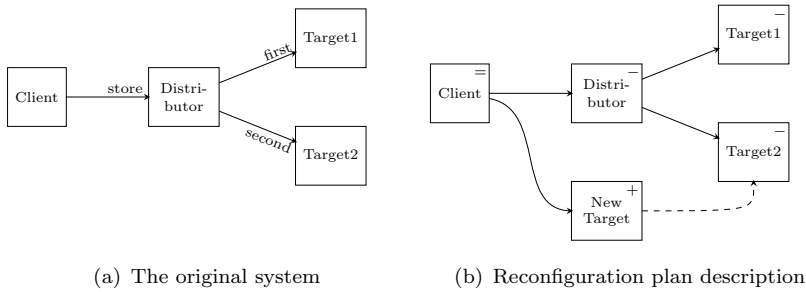 Client
store
Distri-
butor
first
second
Target1
Target2
(a) The original system
=
Client
−
Distri-
butor
−
Target1
−
Target2
+
New
Target
(b) Reconfiguration plan description